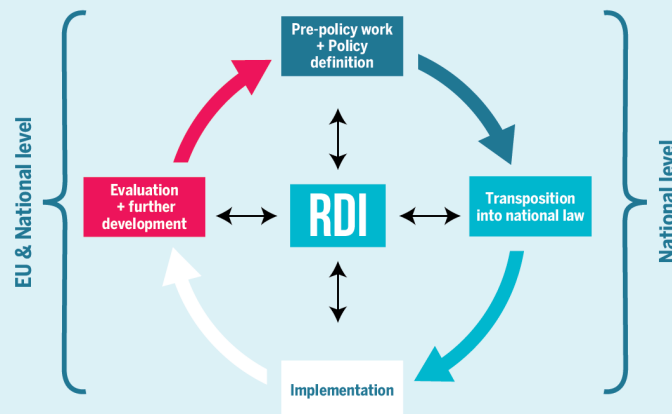 Pre-policy work
+ Policy
definition
EU & National level
Evaluation
+ further
development
RDI
Transposition
into national law
National level
Implementation